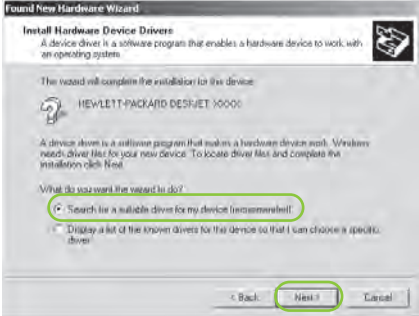 Found New Hardware Wizard
Install Hardware Device Drivers
A device driver is a software program that enables a hardware device to work with
an operating system.
This wizard will complete the installation for this device:
HEWLETT-PACKARD DESKJET XXXXX
A device driver is a software program that makes a hardware device work. Windows
needs driver files for your new device. To locate driver files and complete the
installation click Next.
What do you want the wizard to do?
Search for a suitable driver for my device (recommended)
Display a list of the known drivers for this device so that I can choose a specific
driver
< Back
Next >
Cancel